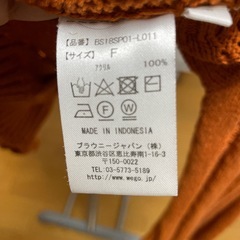 【品番】 BS18SP01-L011
【サイズ】 F
アクリル 100%
MADE IN INDONESIA
ブラウニージャパン(株)
東京都渋谷区恵比寿南1-16-3
〒150-0022
TEL 03-5773-5189
http://www.wego.jp/